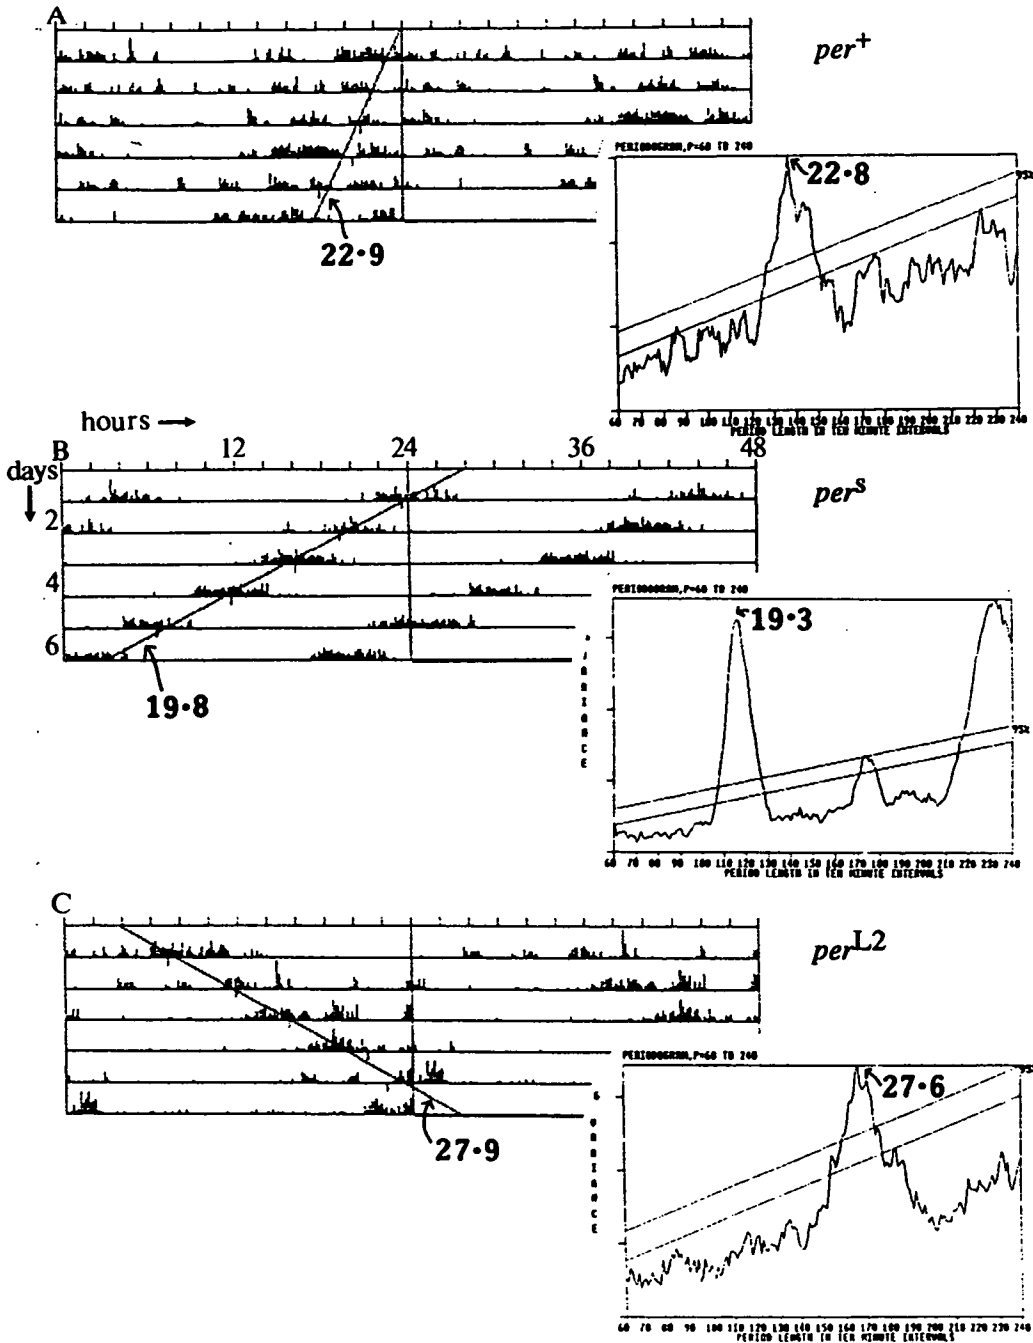 A
per+
PERIODOGRAM, P=60 TO 240
22·8
95%
22·9
60 70 80 90 100 110 120 130 140 150 160 170 180 190 200 210 220 230 240
PERIOD LENGTH IN TEN MINUTE INTERVALS
hours →
B 12 24 36 48
days
↓
2
4
6
perS
19·8
PERIODOGRAM, P=60 TO 240
19·3
95%
60 70 80 90 100 110 120 130 140 150 160 170 180 190 200 210 220 230 240
PERIOD LENGTH IN TEN MINUTE INTERVALS
C
perL2
27·9
PERIODOGRAM, P=60 TO 240
27·6
95%
VARIANCE
60 70 80 90 100 110 120 130 140 150 160 170 180 190 200 210 220 230 240
PERIOD LENGTH IN TEN MINUTE INTERVALS